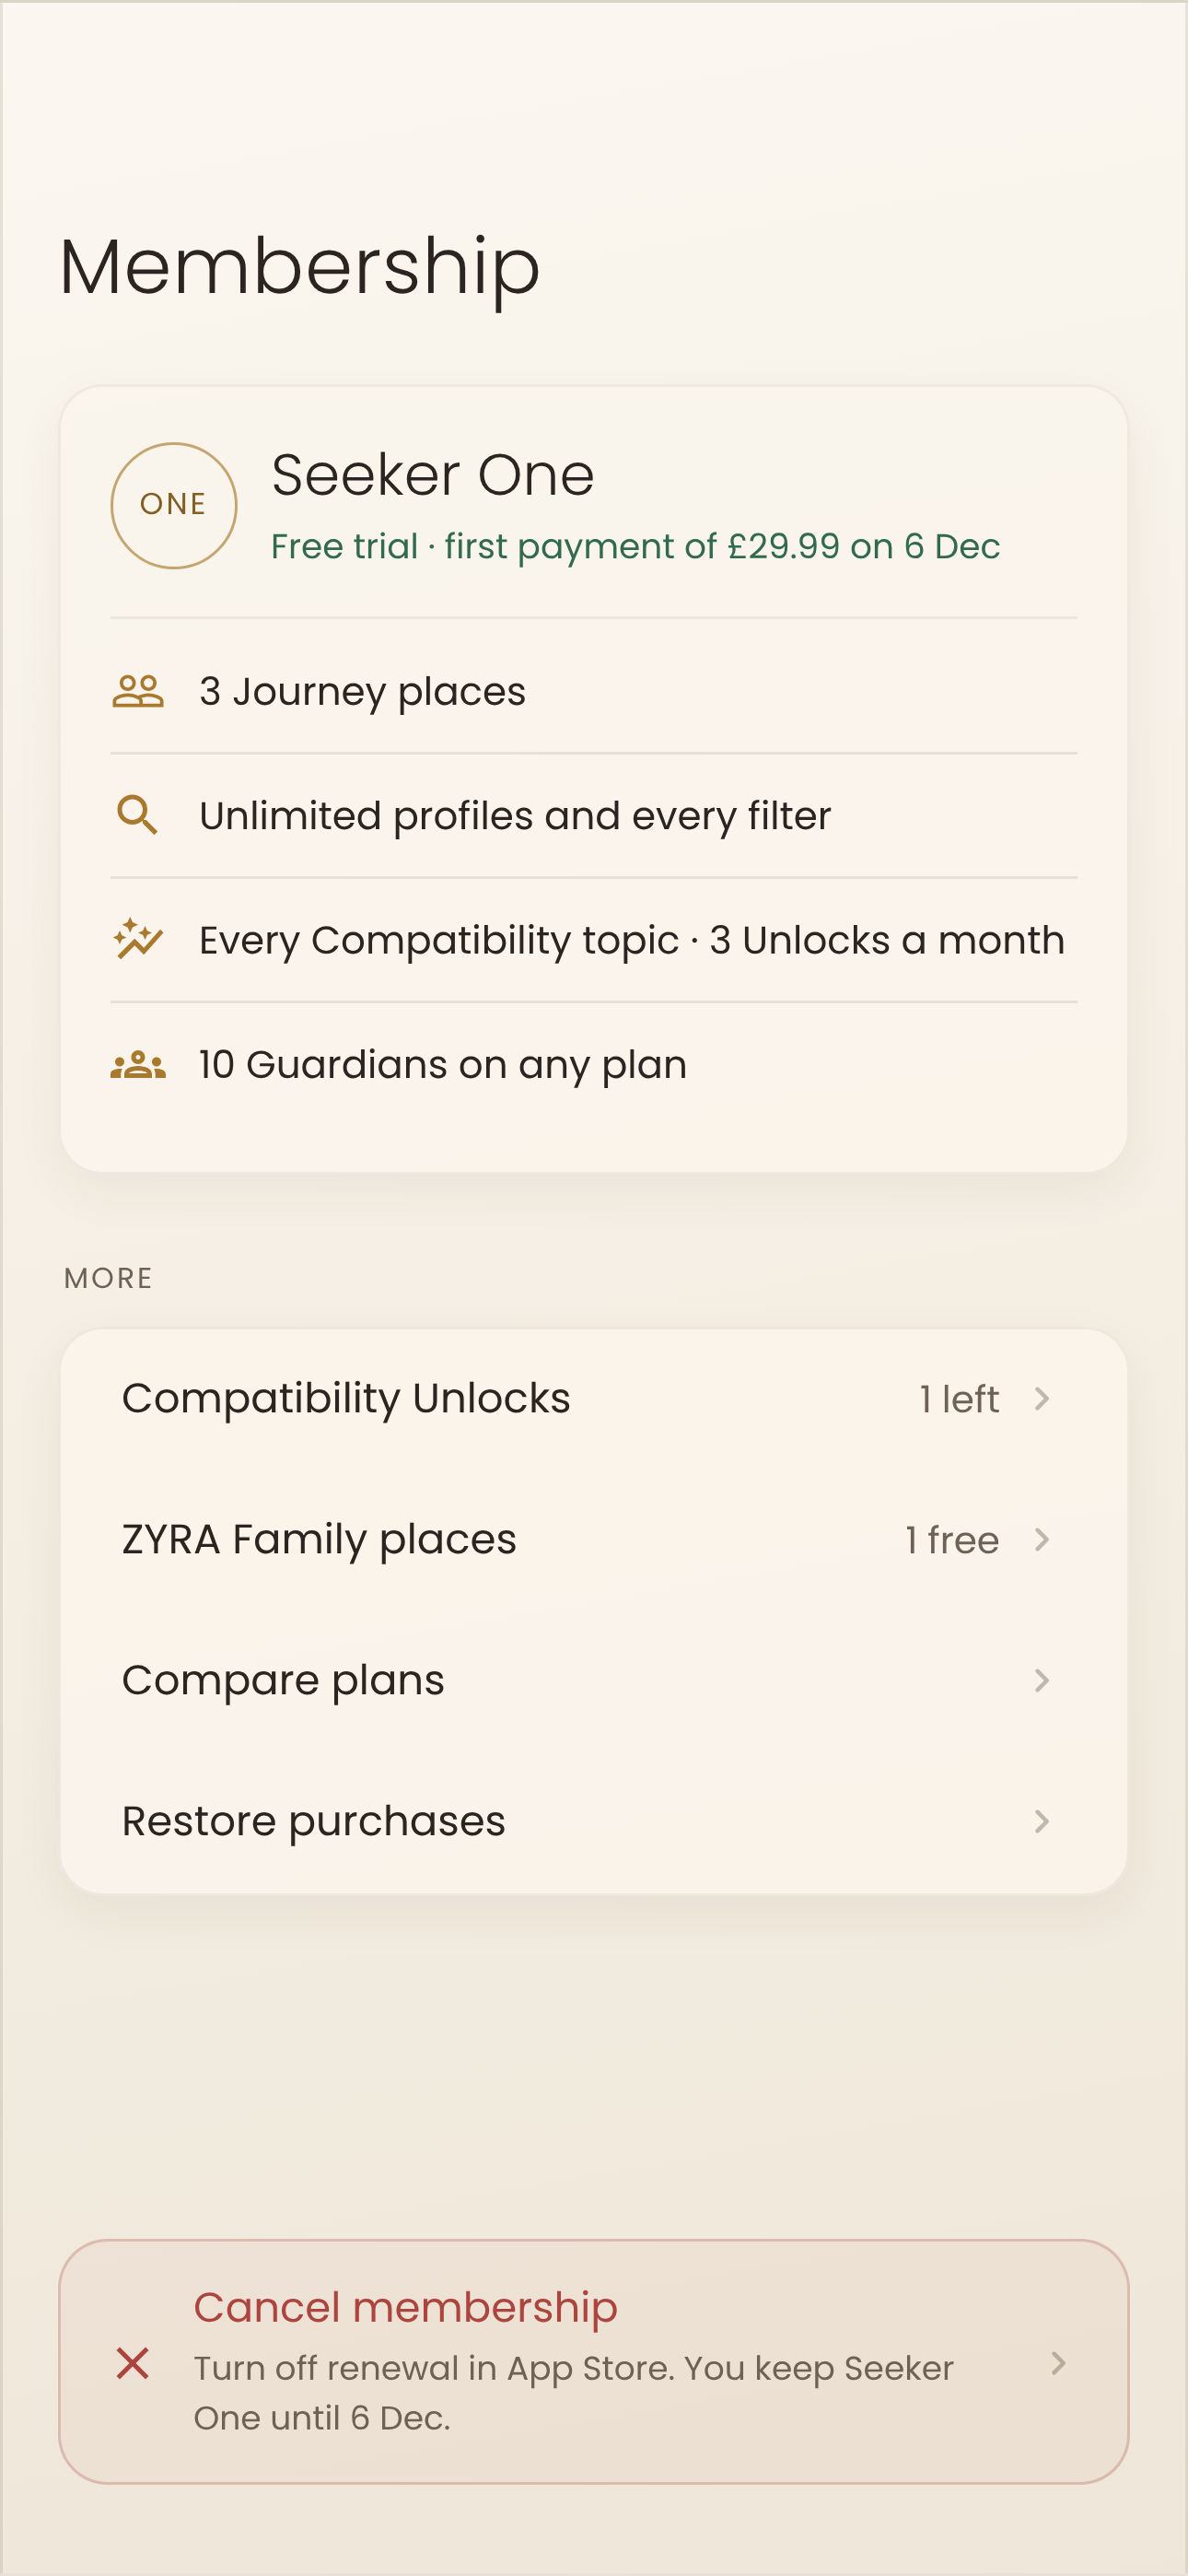 Membership
ONE
Seeker One
Free trial · first payment of £29.99 on 6 Dec
3 Journey places
Unlimited profiles and every filter
Every Compatibility topic · 3 Unlocks a month
10 Guardians on any plan
MORE
Compatibility Unlocks 1 left
ZYRA Family places 1 free
Compare plans
Restore purchases
Cancel membership
Turn off renewal in App Store. You keep Seeker
One until 6 Dec.